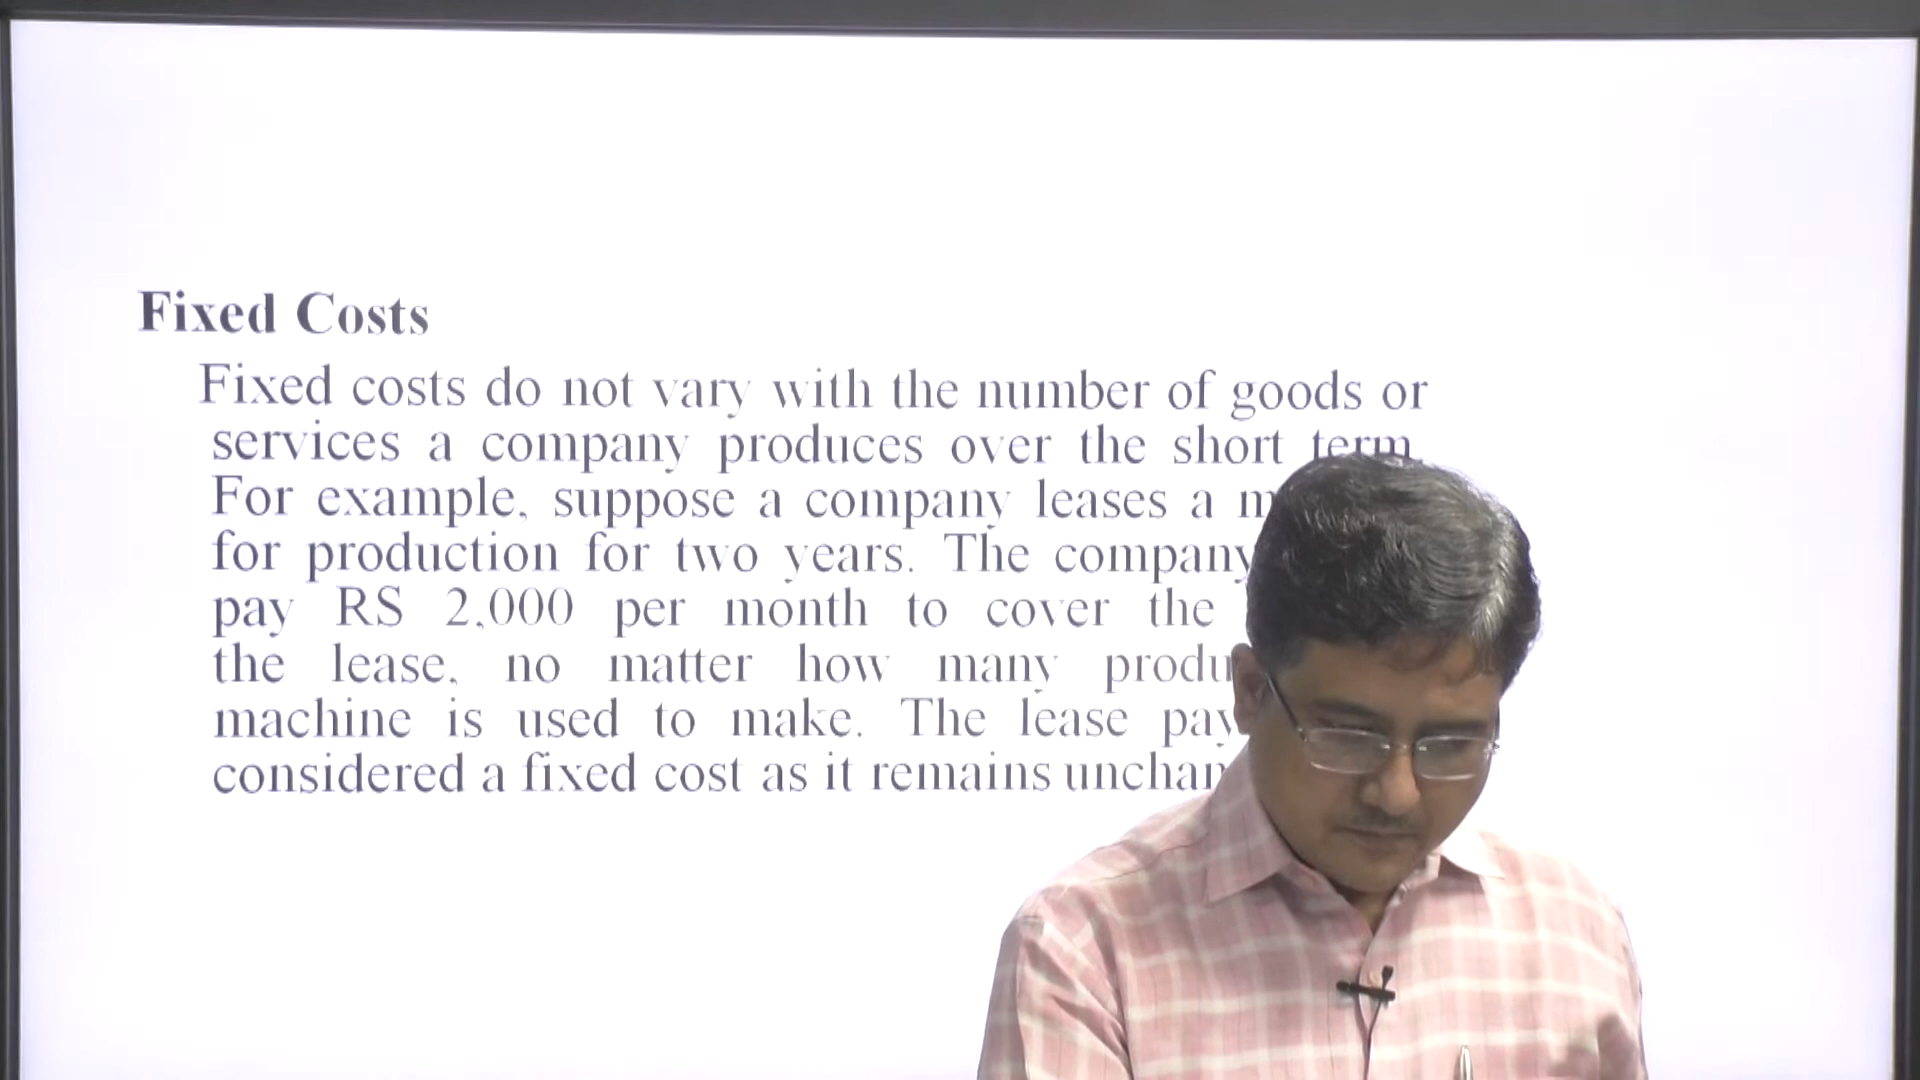 Fixed Costs
Fixed costs do not vary with the number of goods or
services a company produces over the short term.
For example, suppose a company leases a
for production for two years. The company
pay RS 2,000 per month to cover the
the lease, no matter how many
machine is used to make. The lease
considered a fixed cost as it remains